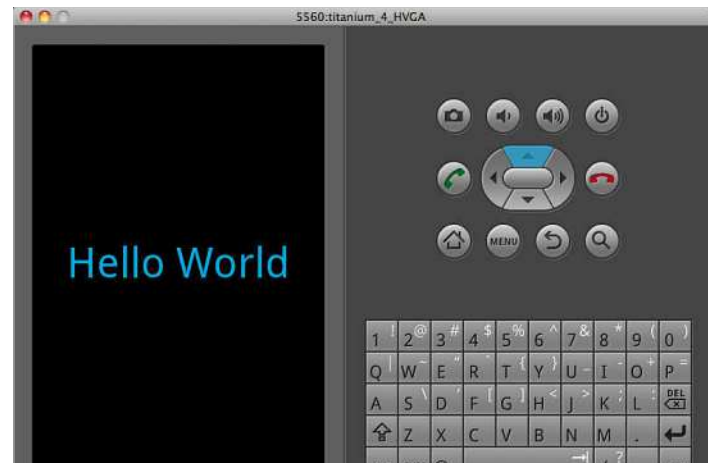 5560:titanium_4_HVGA
Hello World
MENU
1 ! 2 @ 3 # 4 $ 5 % 6 ^ 7 & 8 * 9 ( 0 )
Q | W ~ E " R ` T { Y } U _ I - O + P =
A S \ D ' F [ G ] H < J > K ; L : DEL
Z X C V B N M .